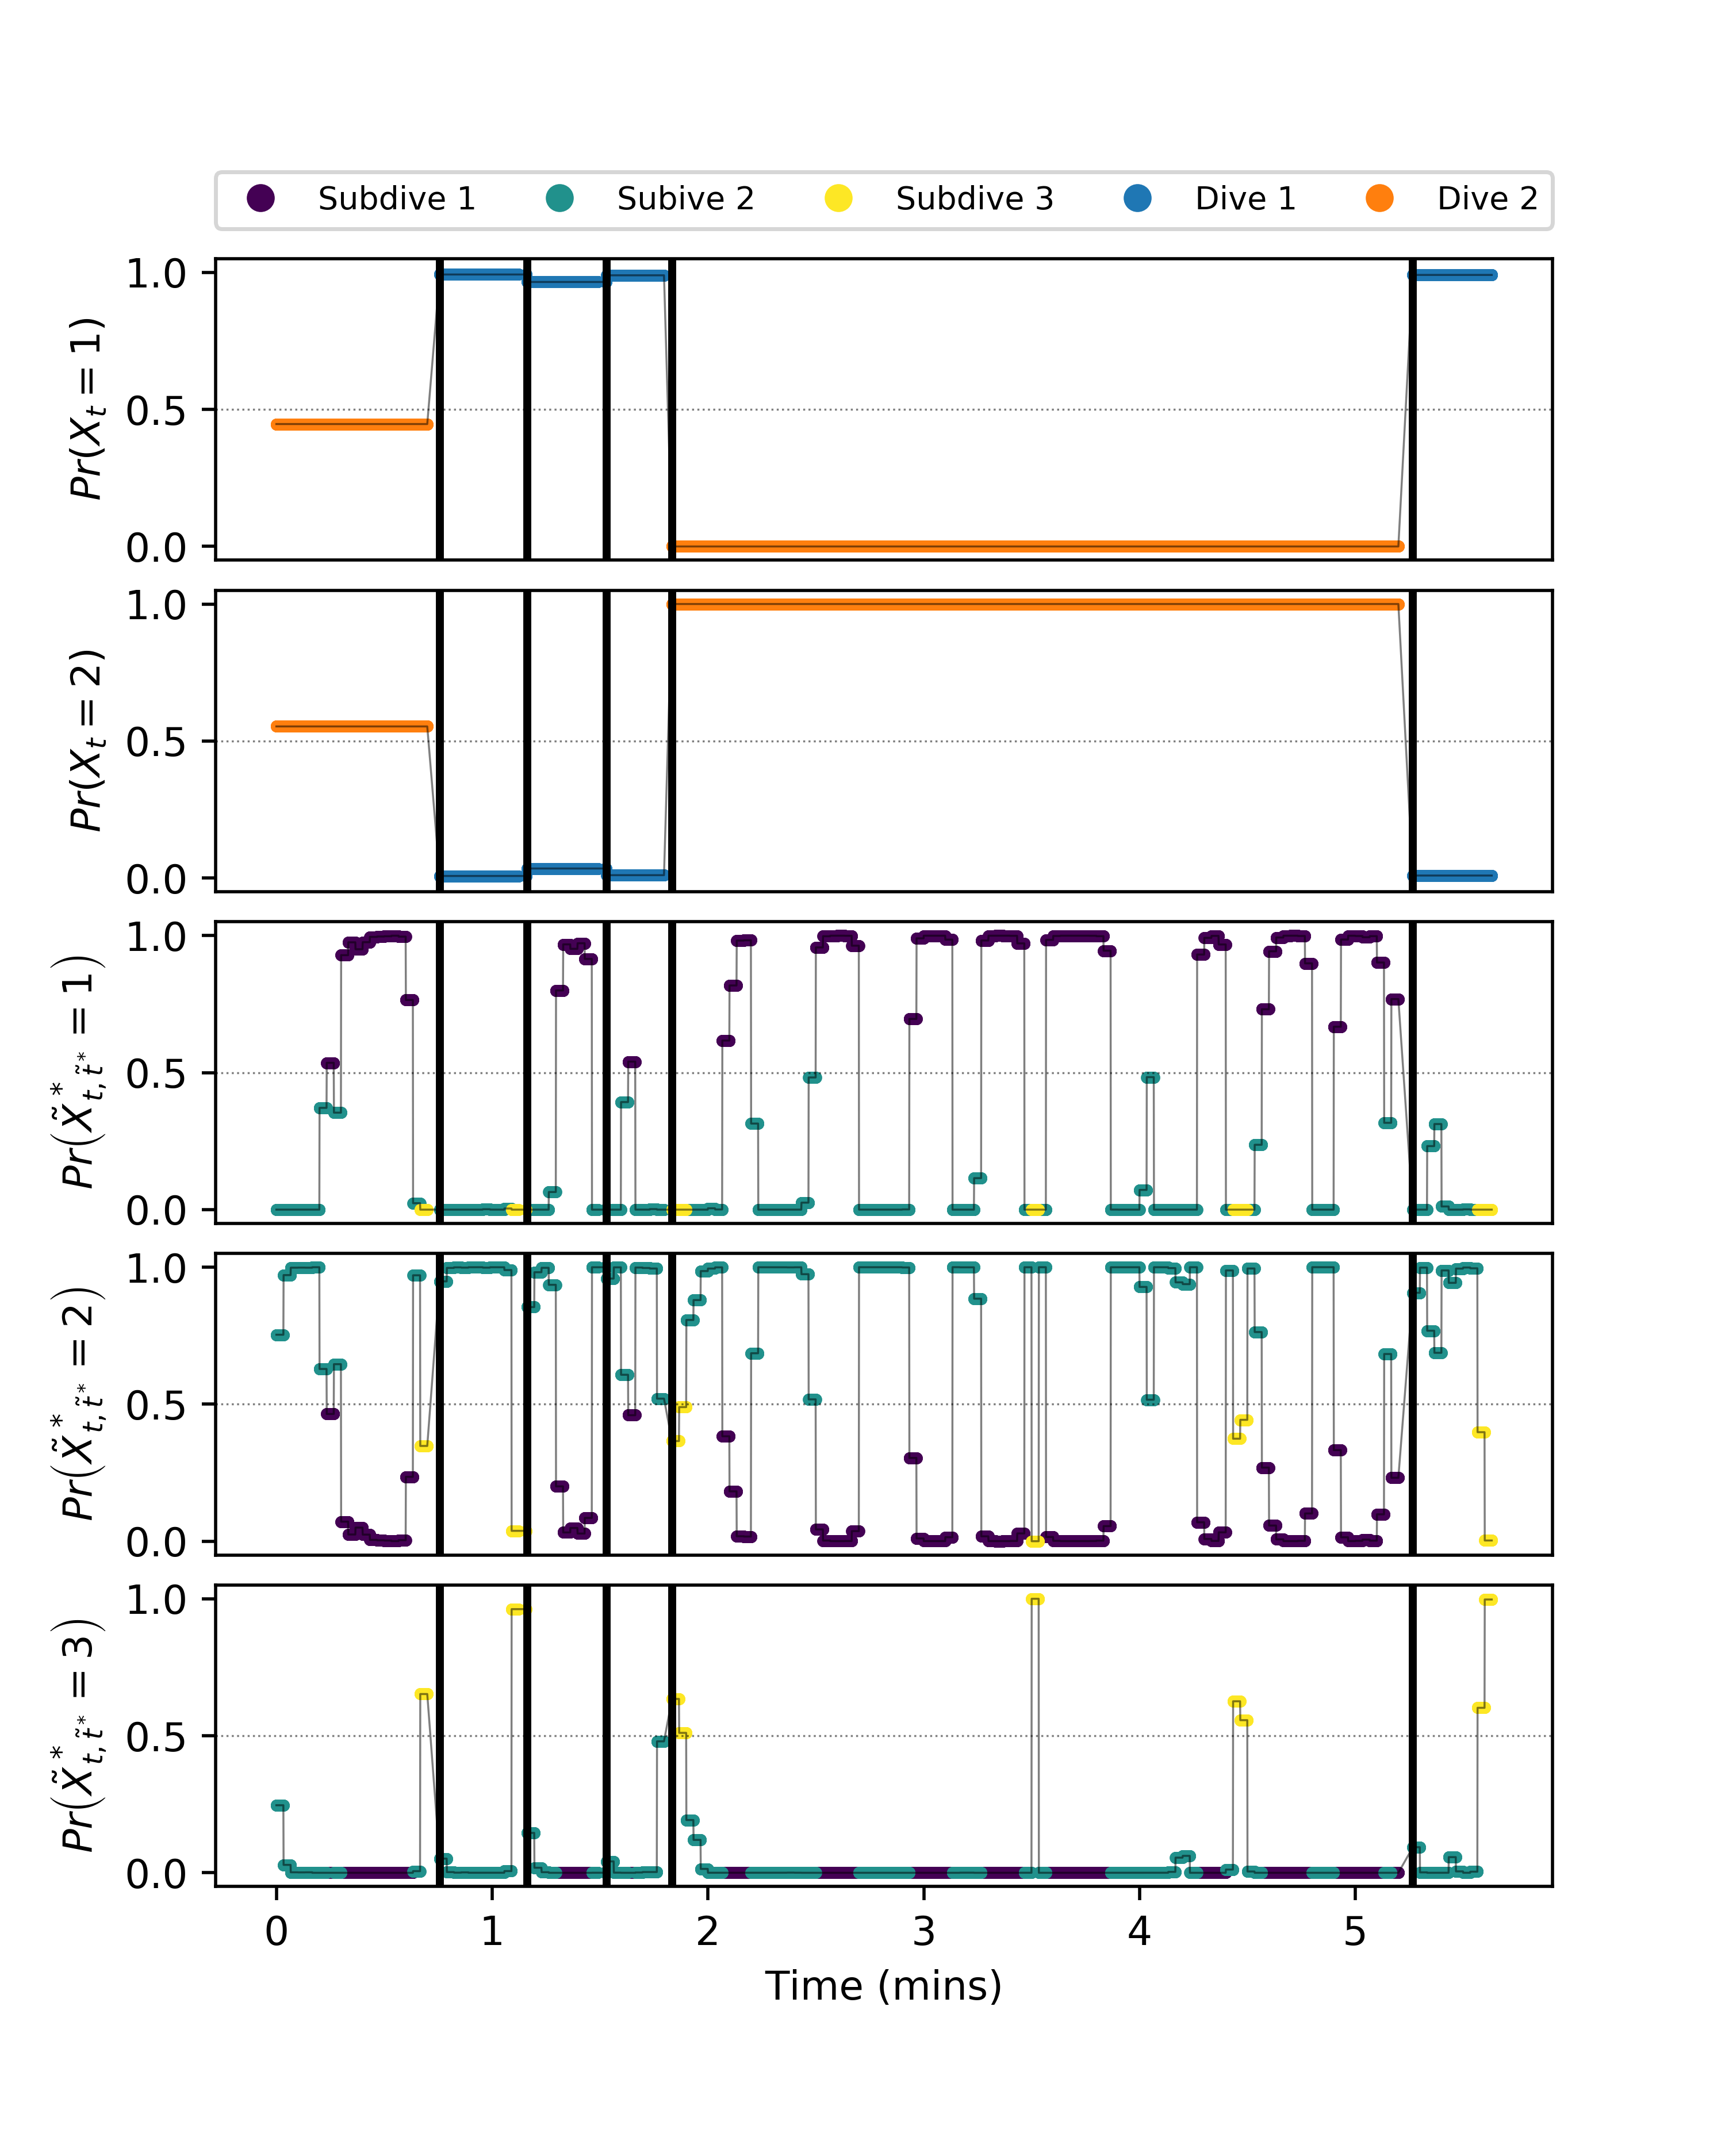 Subdive 1 Subive 2 Subdive 3 Dive 1 Dive 2
1.0
0.5
0.0
Pr(X_t = 1)
1.0
0.5
0.0
Pr(X_t = 2)
1.0
0.5
0.0
Pr(X̃*_{t, t̃*} = 1)
1.0
0.5
0.0
Pr(X̃*_{t, t̃*} = 2)
1.0
0.5
0.0
Pr(X̃*_{t, t̃*} = 3)
0 1 2 3 4 5
Time (mins)